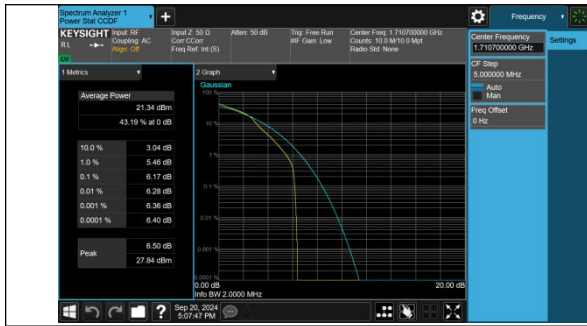 Spectrum Analyzer 1
Power Stat CCDF
Frequency
KEYSIGHT
RL
Input: RF
Coupling: AC
Align: Off
Input Z: 50 Ω
Corr CCorr
Freq Ref: Int (S)
Atten: 50 dB
Trig: Free Run
#IF Gain: Low
Center Freq: 1.710700000 GHz
Counts: 10.0 M/10.0 Mpt
Radio Std: None
Center Frequency
1.710700000 GHz
Settings
CF Step
5.000000 MHz
Auto
Man
Freq Offset
0 Hz
1 Metrics
Average Power
21.34 dBm
43.19 % at 0 dB
10.0 % 3.04 dB
1.0 % 5.46 dB
0.1 % 6.17 dB
0.01 % 6.28 dB
0.001 % 6.36 dB
0.0001 % 6.40 dB
Peak
6.50 dB
27.84 dBm
2 Graph
Gaussian
100 %
10 %
1 %
0.1 %
0.01 %
0.001 %
0.0001 %
0.00 dB
20.00 dB
Info BW 2.0000 MHz
?
Sep 20, 2024
5:07:47 PM